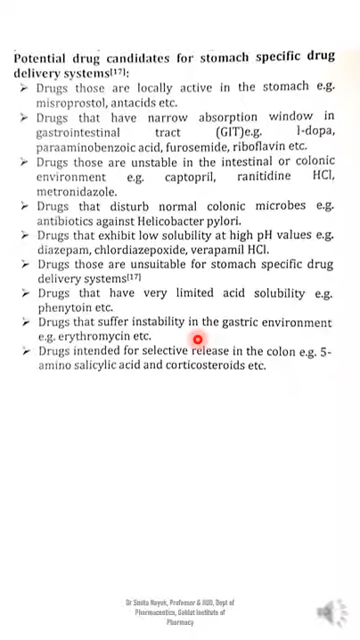 Potential drug candidates for stomach specific drug
delivery systems[17]:
➢ Drugs those are locally active in the stomach e.g.
misroprostol, antacids etc.
➢ Drugs that have narrow absorption window in
gastrointestinal tract (GIT)e.g. l-dopa,
paraaminobenzoic acid, furosemide, riboflavin etc.
➢ Drugs those are unstable in the intestinal or colonic
environment e.g. captopril, ranitidine HCl,
metronidazole.
➢ Drugs that disturb normal colonic microbes e.g.
antibiotics against Helicobacter pylori.
➢ Drugs that exhibit low solubility at high pH values e.g.
diazepam, chlordiazepoxide, verapamil HCl.
➢ Drugs those are unsuitable for stomach specific drug
delivery systems[17]
➢ Drugs that have very limited acid solubility e.g.
phenytoin etc.
➢ Drugs that suffer instability in the gastric environment
e.g. erythromycin etc.
➢ Drugs intended for selective release in the colon e.g. 5-
amino salicylic acid and corticosteroids etc.
Dr Smita Nayak, Professor & HOD, Dept of
Pharmaceutics, Gahlot Institute of
Pharmacy